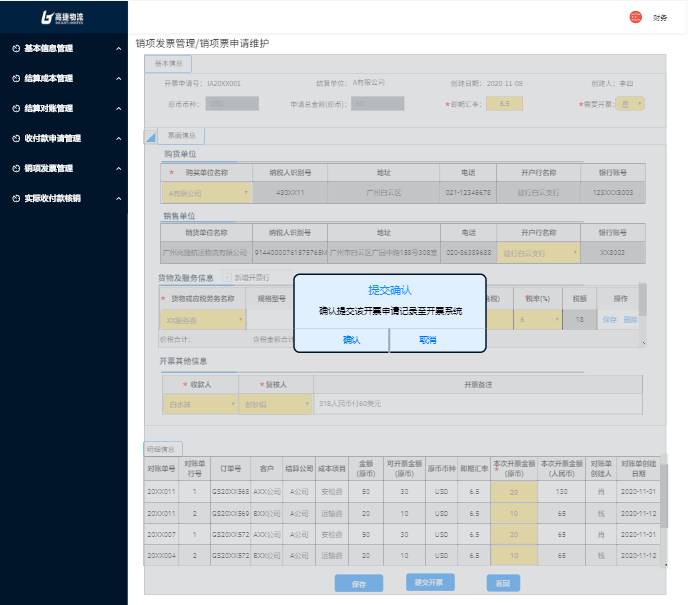 高捷物流
财务
基本信息管理
结算成本管理
结算对账管理
收付款申请管理
销项发票管理
实际收付款核销
销项发票管理/销项票申请维护
基本信息
开票申请号: IA20XX001 结算单位: A有限公司 创建日期: 2020-11-08 创建人: 李四
原币币种: USD 申请总金额(原币): 60 *即期汇率: 6.5 *需要开票: 是
票面信息
购货单位
* 购买单位名称 纳税人识别号 地址 电话 开户行名称 银行账号
A有限公司 430XX11 广州白云区 021-12345678 建行白云支行 123XXX8003
销售单位
销货单位名称 纳税人识别号 地址 电话 开户行名称 银行账号
广州高捷航运物流有限公司 91440000761575765M 广州市白云区广园中路158号308室 020-86389688 建行白云支行 XX8003
货物及服务信息 新增开票行
* 货物或应税劳务名称 规格型号 *税率(%) 税额 操作
XX服务费 6 18 保存 删除
价税合计: 含税金额合计
提交确认
确认提交该开票申请记录至开票系统
确认 取消
开票其他信息
* 收款人 * 复核人 开票备注
318人民币付60美元
明细信息
对账单号 对账单行号 订单号 客户 结算公司 成本项目 金额(原币) 可开票金额(原币) 原币币种 即期汇率 *本次开票金额(原币) 本次开票金额(人民币) 对账单创建人 对账单创建日期
20XX011 1 GS20XX568 AXX公司 A公司 安检费 50 30 USD 6.5 20 130 肖 2020-11-01
20XX011 2 GS20XX569 BXX公司 A公司 运输费 20 10 USD 6.5 10 65 钱 2020-11-12
20XX007 1 GS20XX572 AXX公司 A公司 安检费 50 30 USD 6.5 20 65 肖 2020-11-01
20XX004 2 GS20XX572 BXX公司 A公司 运输费 20 10 USD 6.5 10 65 钱 2020-11-12
保存 提交开票 返回